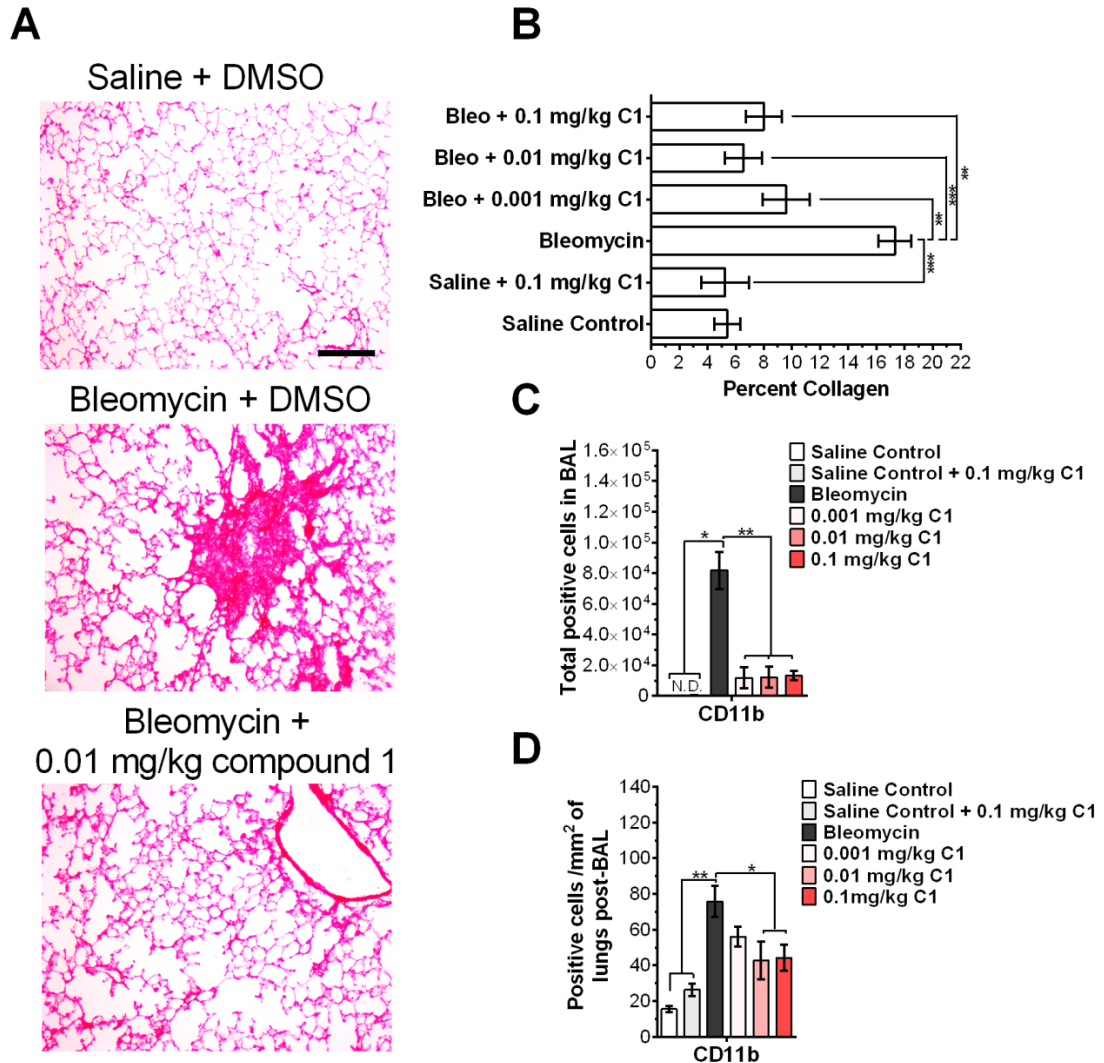 A
Saline + DMSO
Bleomycin + DMSO
Bleomycin +
0.01 mg/kg compound 1
B
Bleo + 0.1 mg/kg C1
Bleo + 0.01 mg/kg C1
Bleo + 0.001 mg/kg C1
Bleomycin
Saline + 0.1 mg/kg C1
Saline Control
0 2 4 6 8 10 12 14 16 18 20 22
Percent Collagen
**
***
**
***
C
Total positive cells in BAL
1.6×10⁵
1.4×10⁵
1.2×10⁵
1.0×10⁵
8.0×10⁴
6.0×10⁴
4.0×10⁴
2.0×10⁴
0
N.D.
* **
CD11b
Saline Control
Saline Control + 0.1 mg/kg C1
Bleomycin
0.001 mg/kg C1
0.01 mg/kg C1
0.1 mg/kg C1
D
Positive cells /mm² of
lungs post-BAL
140
120
100
80
60
40
20
0
** *
CD11b
Saline Control
Saline Control + 0.1 mg/kg C1
Bleomycin
0.001 mg/kg C1
0.01 mg/kg C1
0.1mg/kg C1